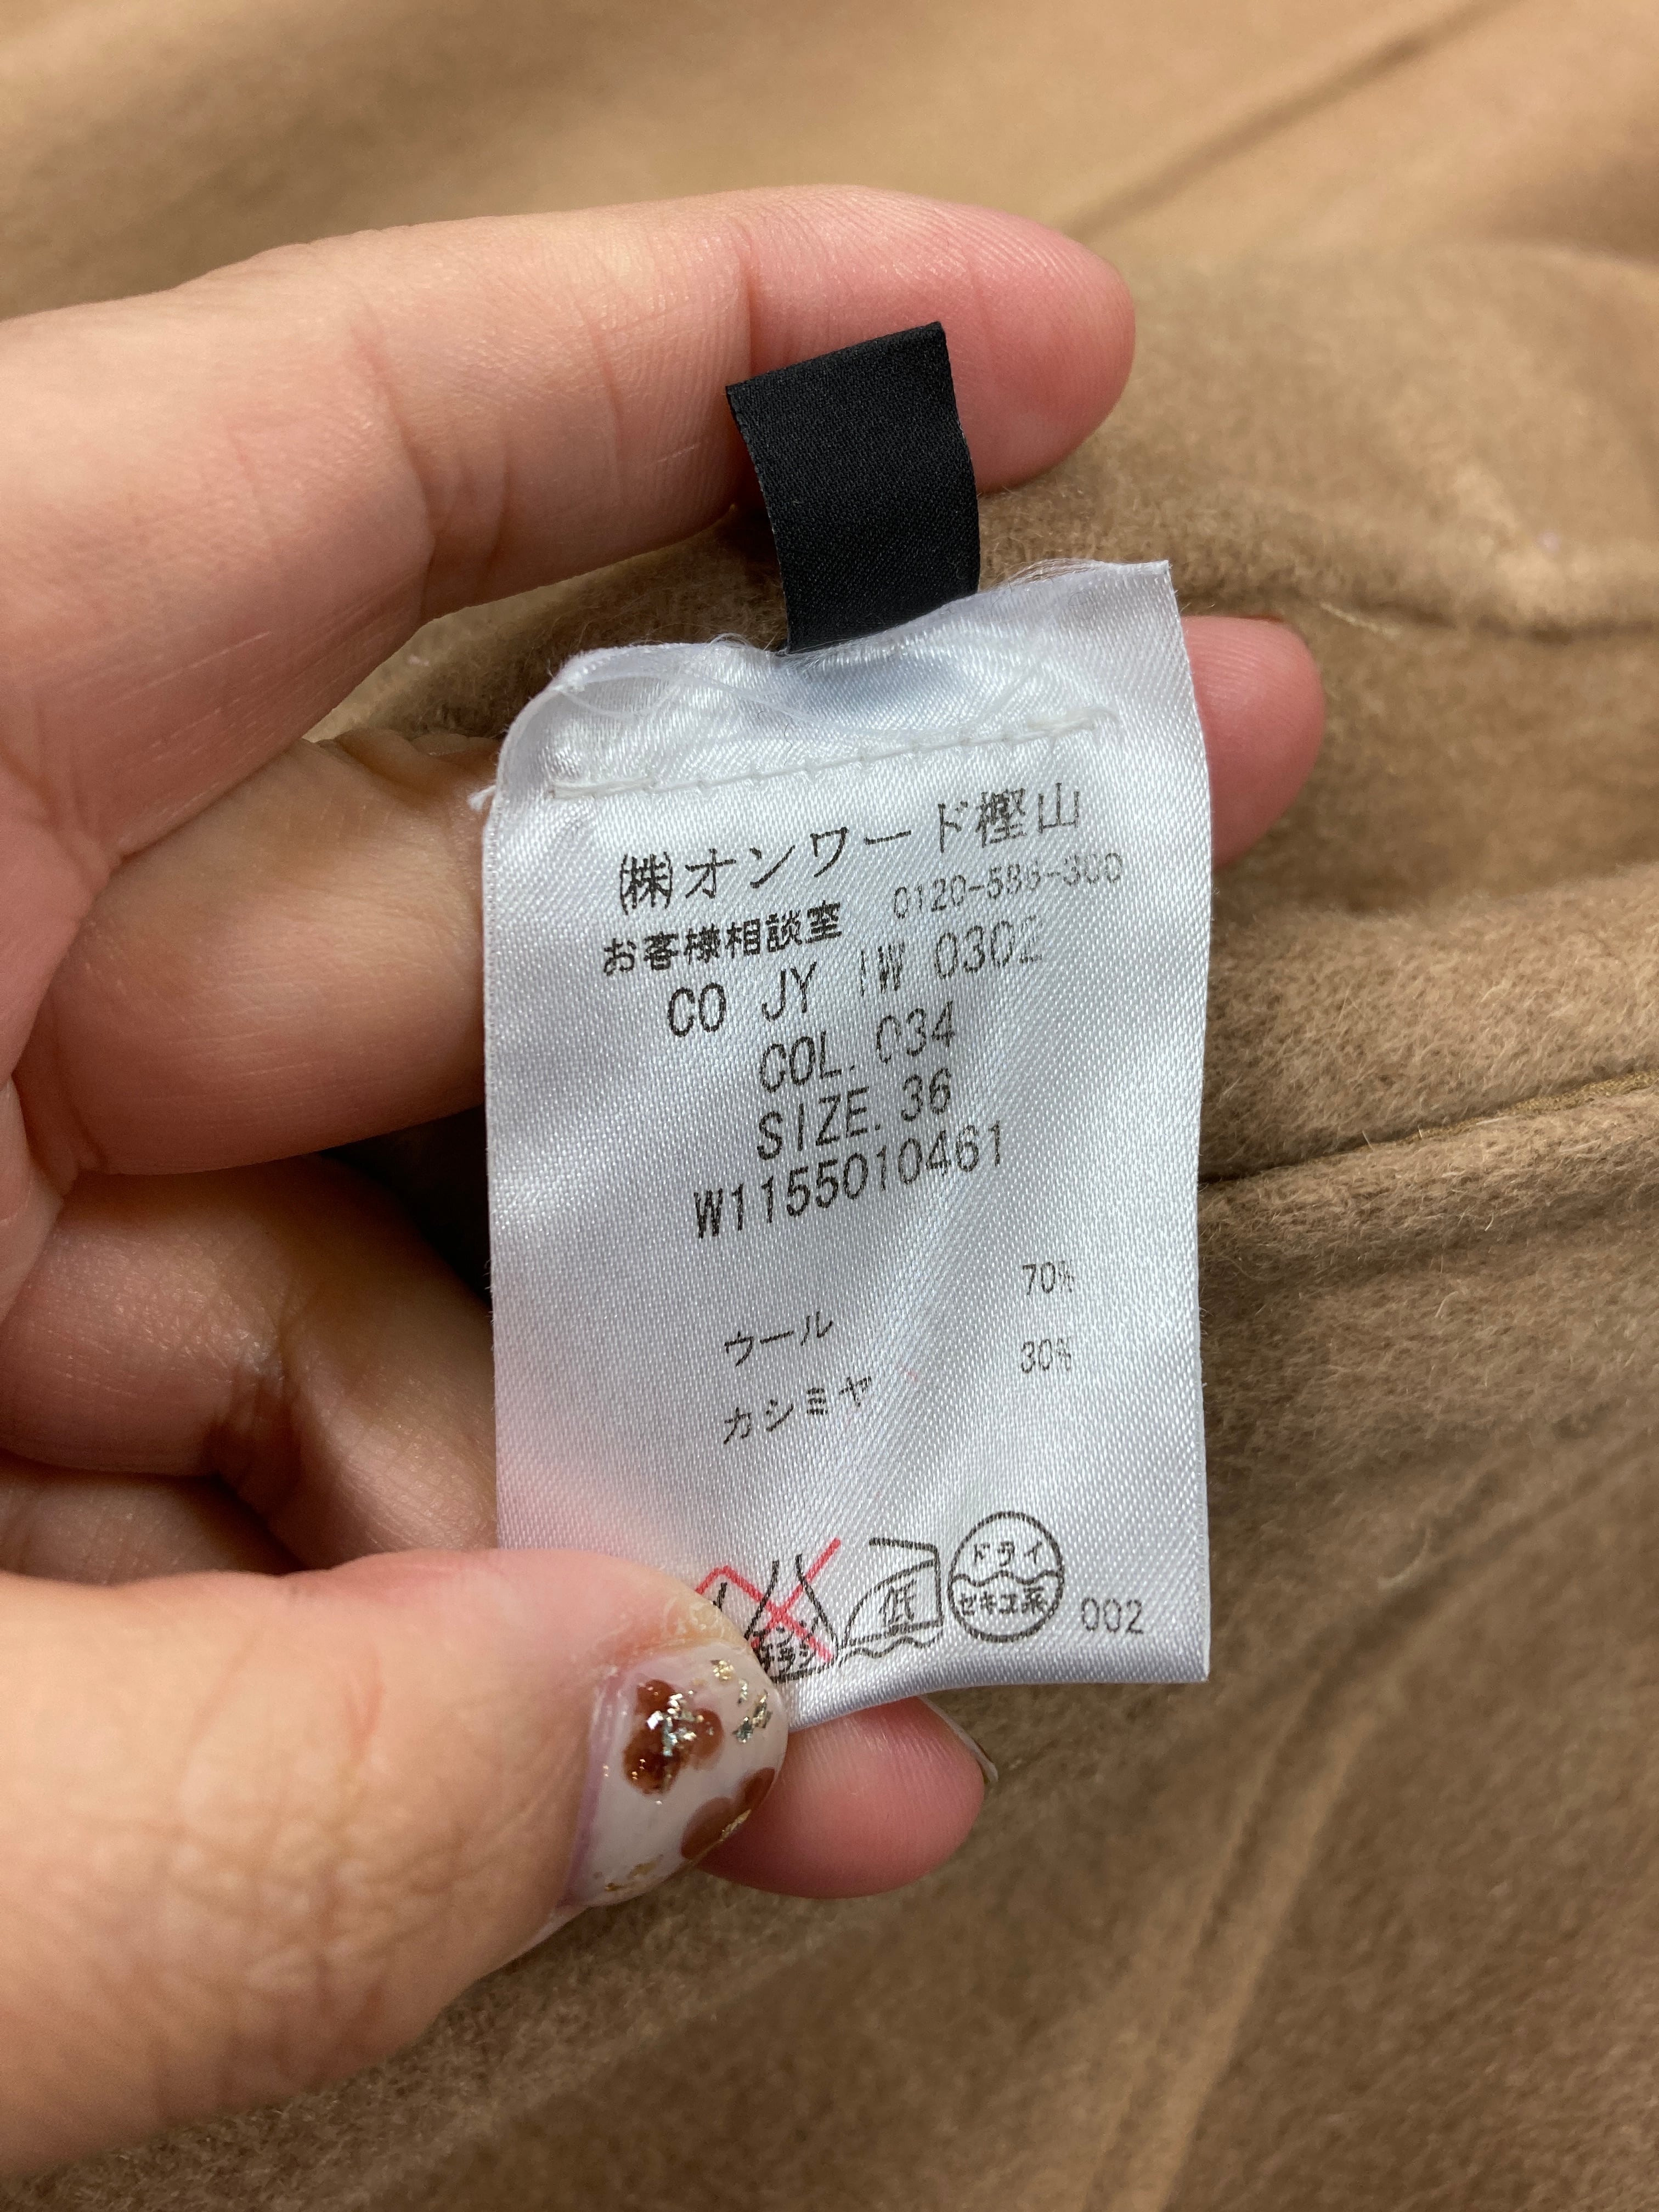 ㈱オンワード樫山
お客様相談室 0120-586-300
CO JY IW 0302
COL. 034
SIZE. 36
W1155010461
ウール 70%
カシミヤ 30%
低
ドライ
セキユ系
002